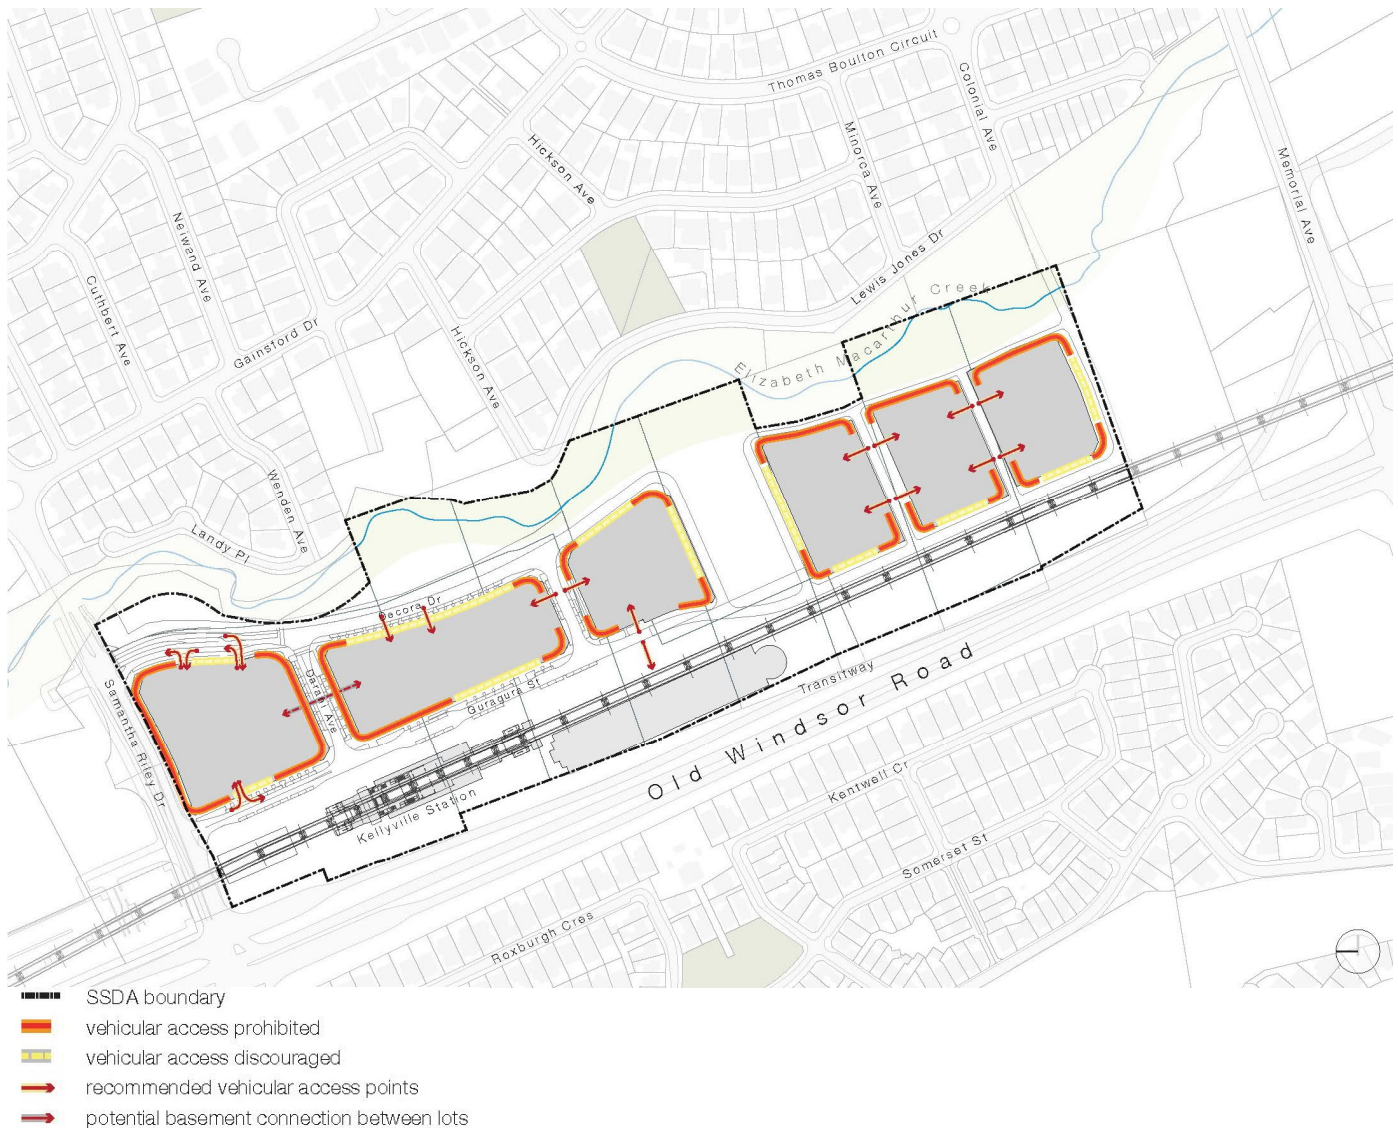 Thomas Boulton Circuit
Colonial Ave
Minorca Ave
Memorial Ave
Hickson Ave
Neiwand Ave
Cuthbert Ave
Gainsford Dr
Hickson Ave
Lewis Jones Dr
Elizabeth Macarthur Creek
Wenden Ave
Landy Pl
Decora Dr
Samantha Riley Dr
Guragura St
Transitway
Old Windsor Road
Kellyville Station
Kentwell Cr
Somerset St
Roxburgh Cres
SSDA boundary
vehicular access prohibited
vehicular access discouraged
recommended vehicular access points
potential basement connection between lots